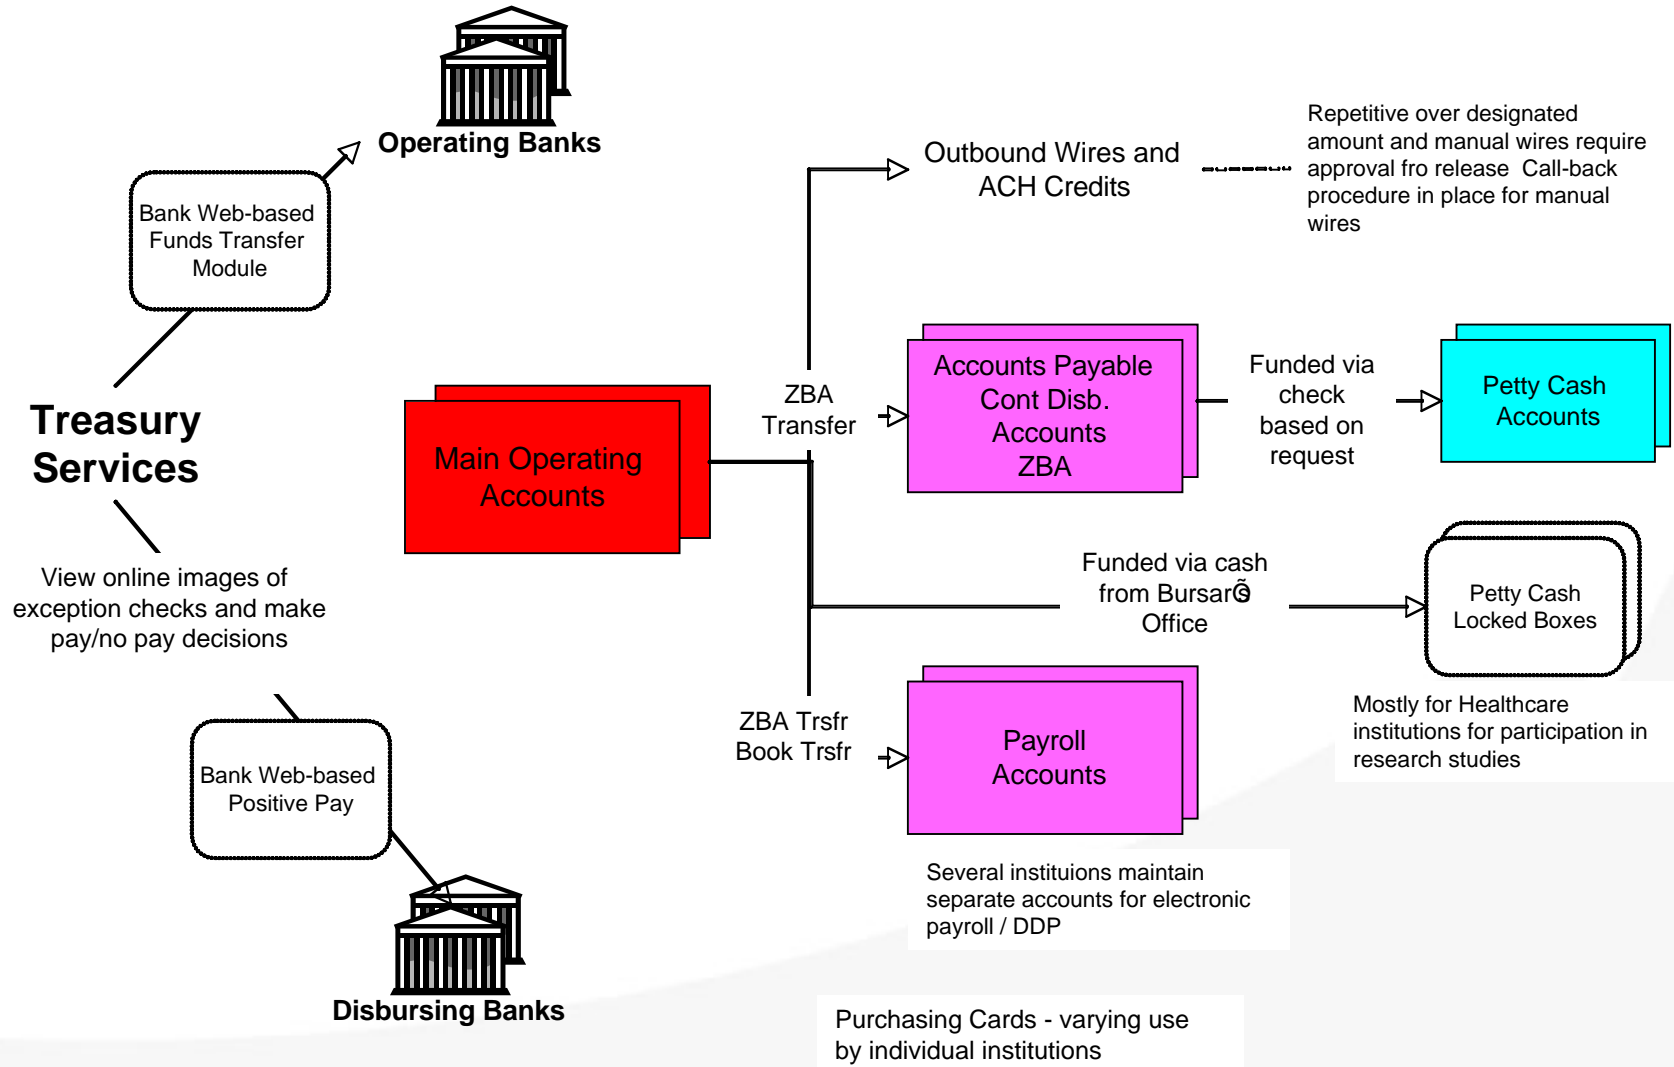 Operating Banks
Bank Web-based
Funds Transfer
Module
Treasury
Services
View online images of
exception checks and make
pay/no pay decisions
Bank Web-based
Positive Pay
Disbursing Banks
Main Operating
Accounts
Outbound Wires and
ACH Credits
Repetitive over designated
amount and manual wires require
approval fro release  Call-back
procedure in place for manual
wires
ZBA
Transfer
Accounts Payable
Cont Disb.
Accounts
ZBA
Funded via
check
based on
request
Petty Cash
Accounts
Funded via cash
from BursarÕs
Office
Petty Cash
Locked Boxes
Mostly for Healthcare
institutions for participation in
research studies
ZBA Trsfr
Book Trsfr
Payroll
Accounts
Several instituions maintain
separate accounts for electronic
payroll / DDP
Purchasing Cards - varying use
by individual institutions